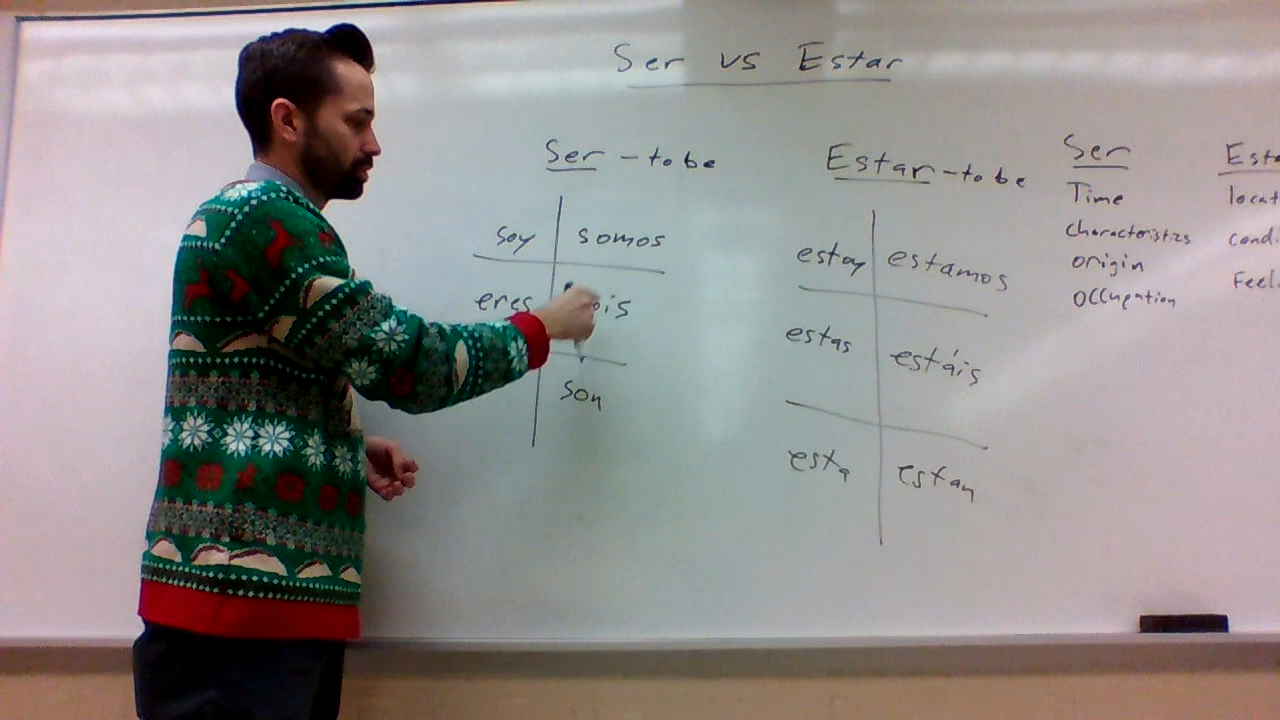 Ser vs Estar
Ser - to be
soy somos
eres
son
Estar - to be
estoy estamos
estas estáis
esta estan
Ser
Time
characteristics
origin
Occupation